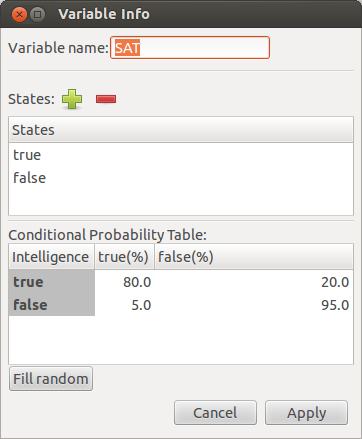 Variable Info
Variable name: SAT
States:
States
true
false
Conditional Probability Table:
Intelligence true(%) false(%)
true 80.0 20.0
false 5.0 95.0
Fill random
Cancel Apply